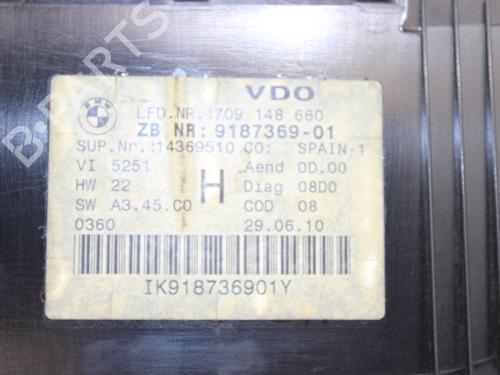 VDO
LFD.NR.:709 148 660
ZB NR: 9187369-01
SUP.Nr.:14369510 CO: SPAIN-1
VI 5251 Aend 0D.00
HW 22 H Diag 08D0
SW A3.45.C0 COD 08
0360 29.06.10
IK918736901Y
B-PARTS